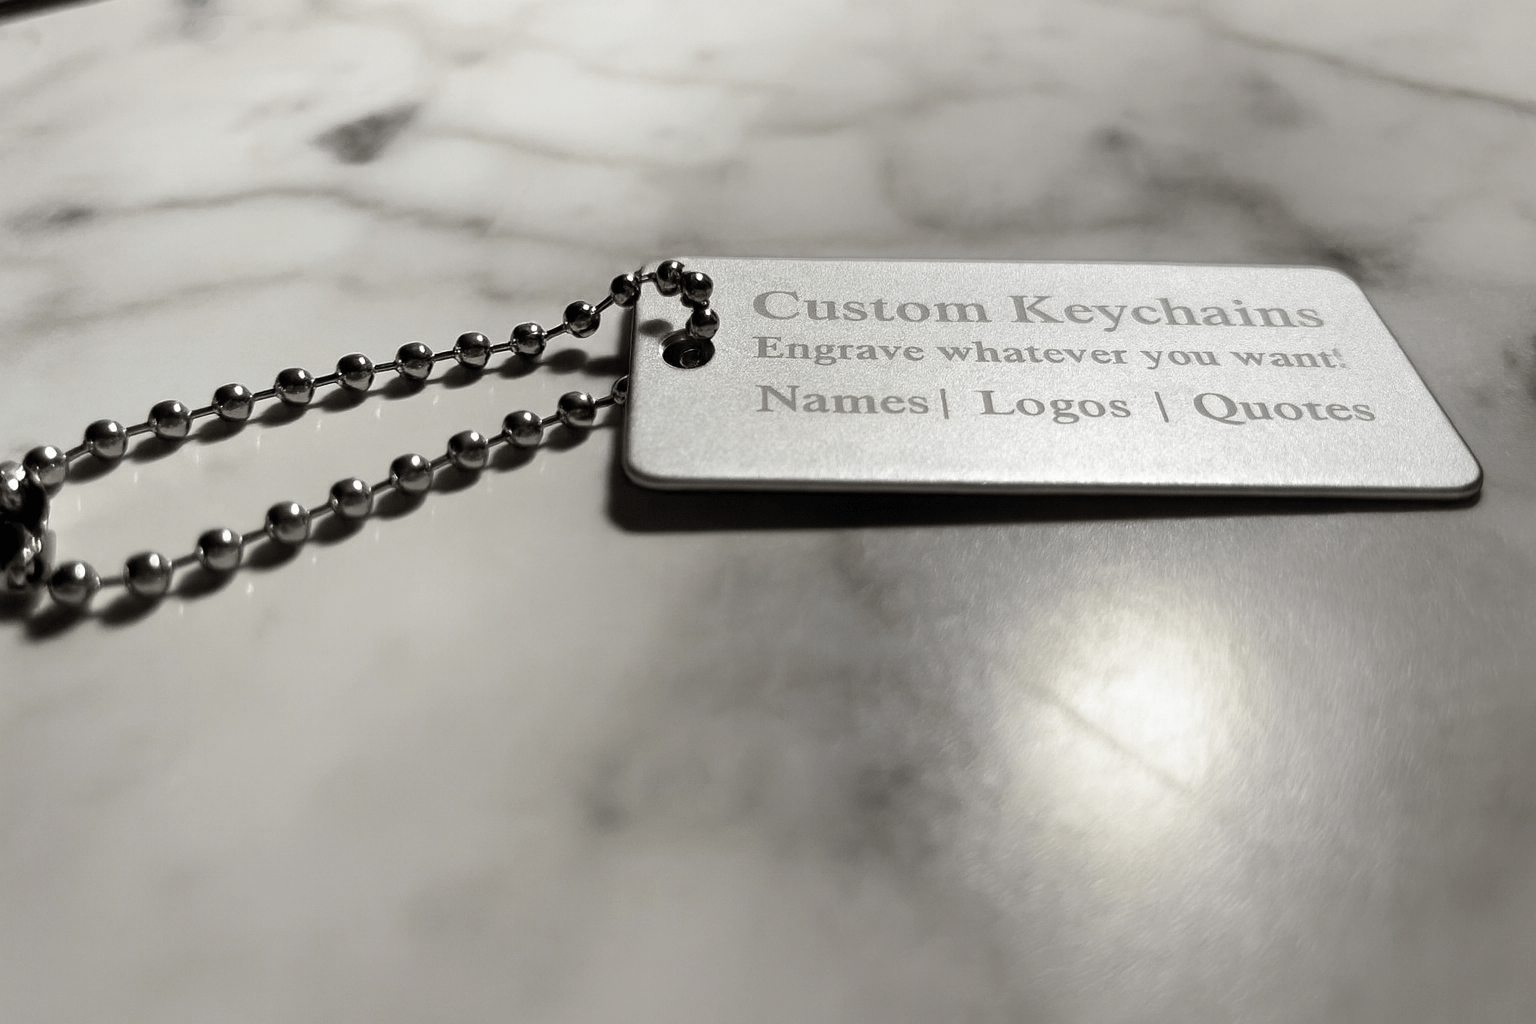 Custom Keychains
Engrave whatever you want!
Names| Logos | Quotes